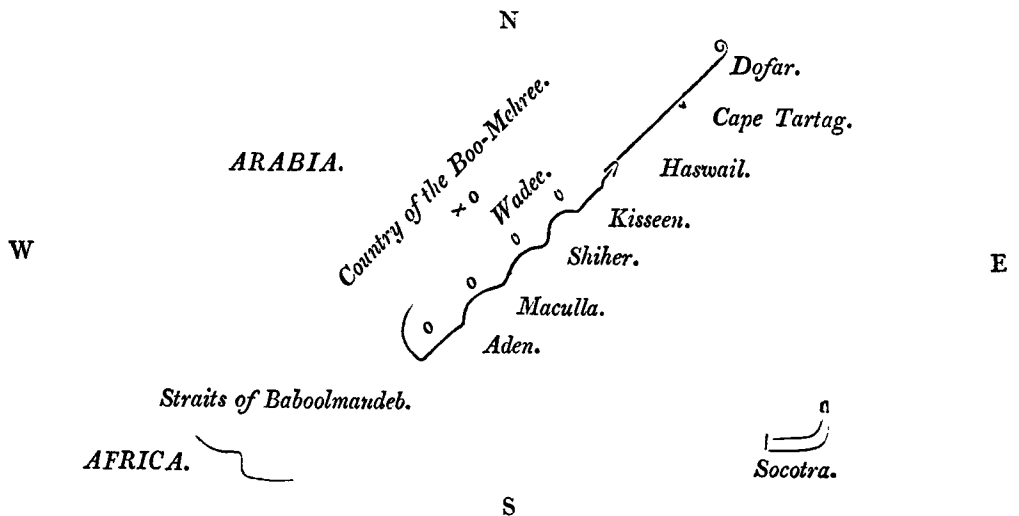 N
Dofar.
Cape Tartag.
ARABIA.
Country of the Boo-Mehree.
Haswail.
Wadee.
Kisseen.
W
Shiher.
E
Maculla.
Aden.
Straits of Baboolmandeb.
AFRICA.
Socotra.
S